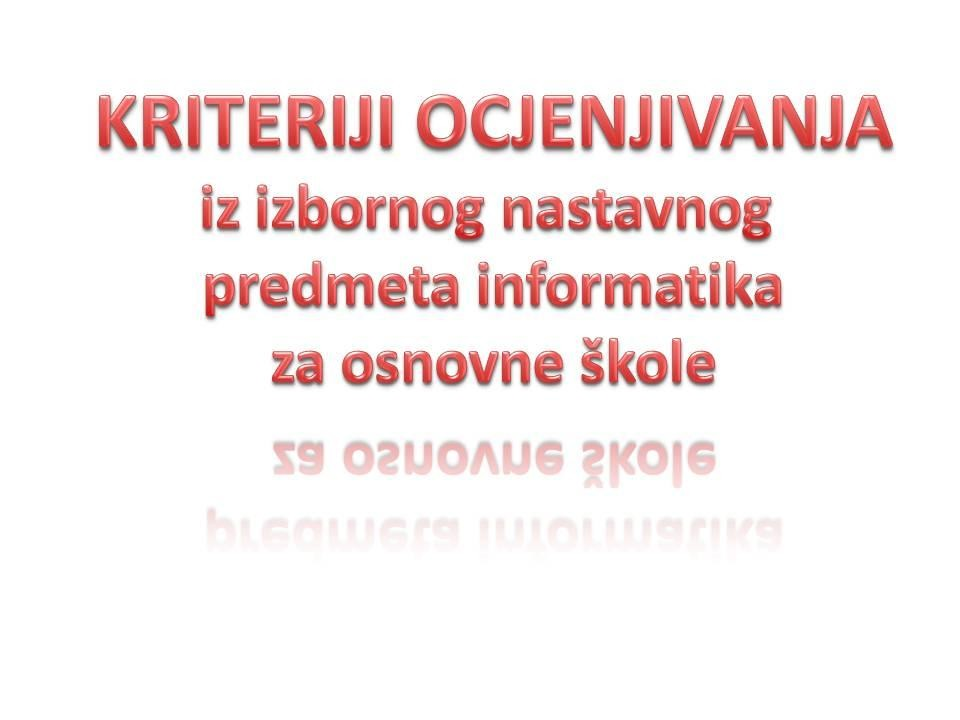 KRITERIJI OCJENJIVANJA
iz izbornog nastavnog
predmeta informatika
za osnovne škole